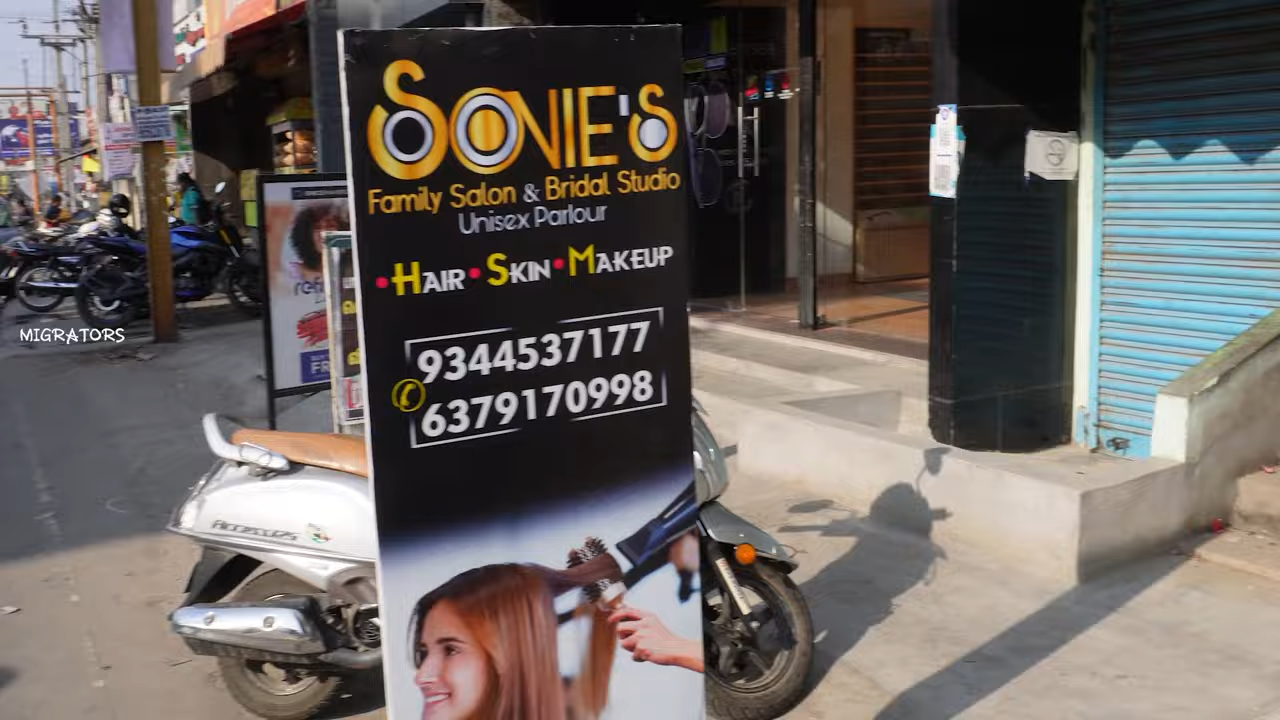 SONIE'S
Family Salon & Bridal Studio
Unisex Parlour
• HAIR • SKIN • MAKEUP
9344537177
6379170998
MIGRATORS